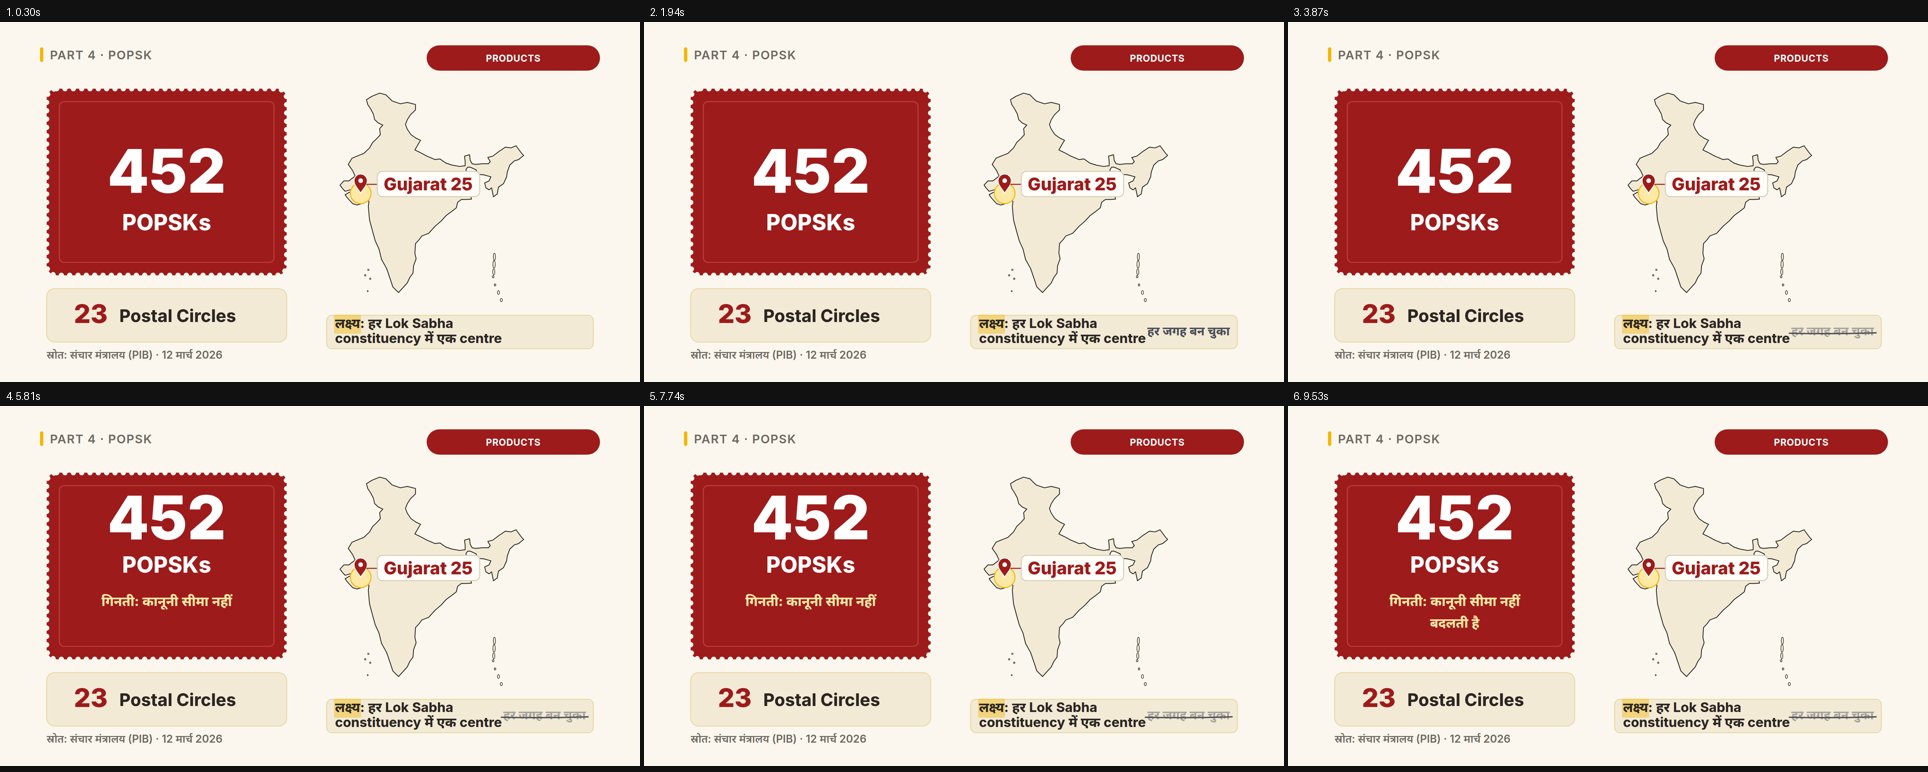 1. 0.30s
PART 4 · POPSK
PRODUCTS
452
POPSKs
Gujarat 25
23 Postal Circles
लक्ष्य: हर Lok Sabha
constituency में एक centre
स्रोत: संचार मंत्रालय (PIB) · 12 मार्च 2026
2. 1.94s
PART 4 · POPSK
PRODUCTS
452
POPSKs
Gujarat 25
23 Postal Circles
लक्ष्य: हर Lok Sabha
constituency में एक centre हर जगह बन चुका
स्रोत: संचार मंत्रालय (PIB) · 12 मार्च 2026
3. 3.87s
PART 4 · POPSK
PRODUCTS
452
POPSKs
Gujarat 25
23 Postal Circles
लक्ष्य: हर Lok Sabha
constituency में एक centre हर जगह बन चुका
स्रोत: संचार मंत्रालय (PIB) · 12 मार्च 2026
4. 5.81s
PART 4 · POPSK
PRODUCTS
452
POPSKs
गिनती: कानूनी सीमा नहीं
Gujarat 25
23 Postal Circles
लक्ष्य: हर Lok Sabha
constituency में एक centre हर जगह बन चुका
स्रोत: संचार मंत्रालय (PIB) · 12 मार्च 2026
5. 7.74s
PART 4 · POPSK
PRODUCTS
452
POPSKs
गिनती: कानूनी सीमा नहीं
Gujarat 25
23 Postal Circles
लक्ष्य: हर Lok Sabha
constituency में एक centre हर जगह बन चुका
स्रोत: संचार मंत्रालय (PIB) · 12 मार्च 2026
6. 9.53s
PART 4 · POPSK
PRODUCTS
452
POPSKs
गिनती: कानूनी सीमा नहीं
बदलती है
Gujarat 25
23 Postal Circles
लक्ष्य: हर Lok Sabha
constituency में एक centre हर जगह बन चुका
स्रोत: संचार मंत्रालय (PIB) · 12 मार्च 2026